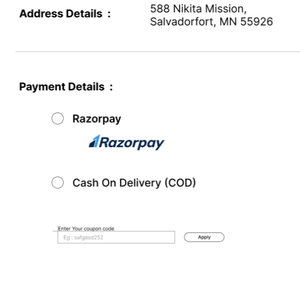 Address Details :
588 Nikita Mission,
Salvadorfort, MN 55926
Payment Details :
Razorpay
Razorpay
Cash On Delivery (COD)
Enter Your coupon code
Eg : safgasd252
Apply